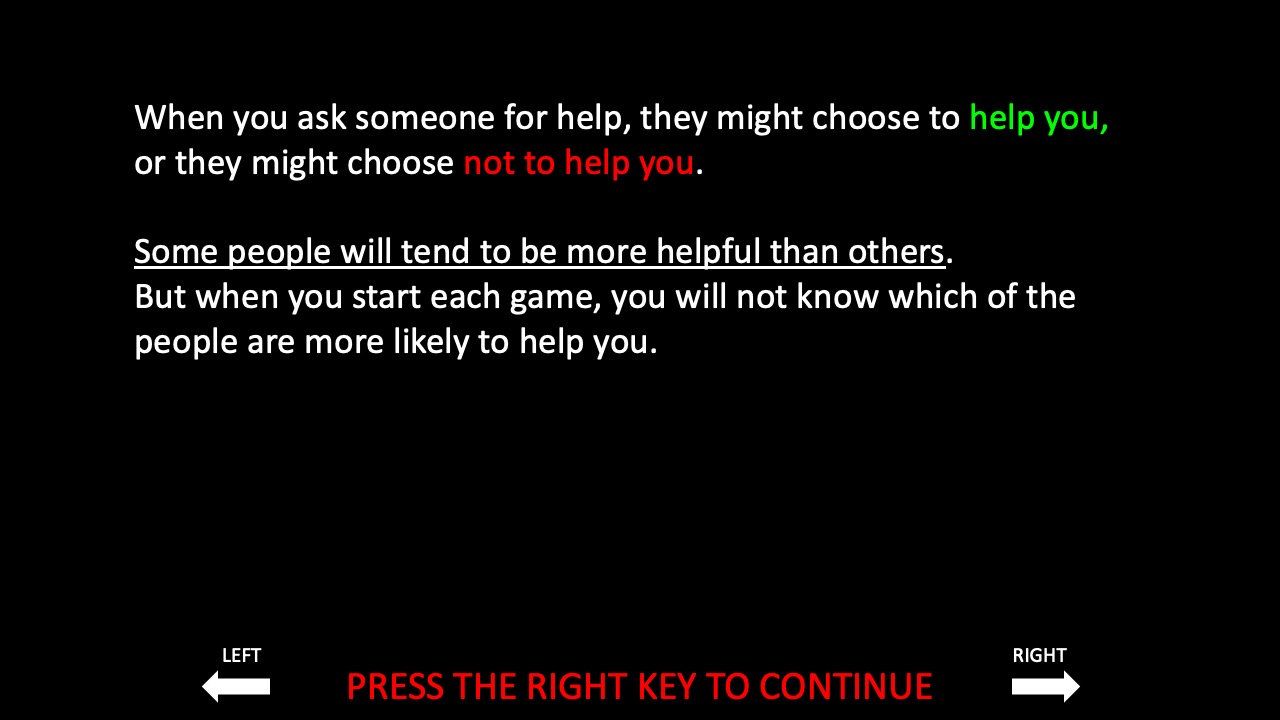 When you ask someone for help, they might choose to help you,
or they might choose not to help you.
Some people will tend to be more helpful than others.
But when you start each game, you will not know which of the
people are more likely to help you.
LEFT
RIGHT
PRESS THE RIGHT KEY TO CONTINUE